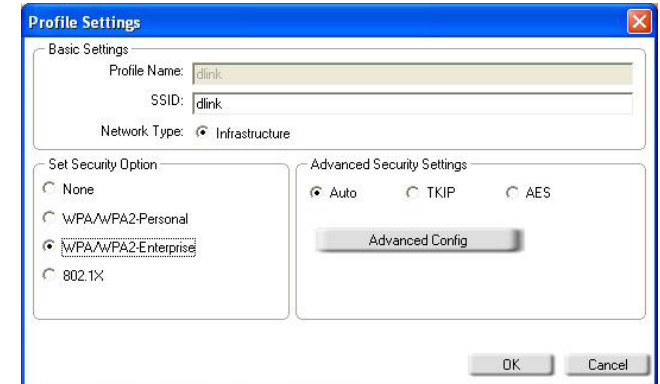 Profile Settings
Basic Settings
Profile Name: dlink
SSID: dlink
Network Type: Infrastructure
Set Security Option
None
WPA/WPA2-Personal
WPA/WPA2-Enterprise
802.1X
Advanced Security Settings
Auto TKIP AES
Advanced Config
OK Cancel